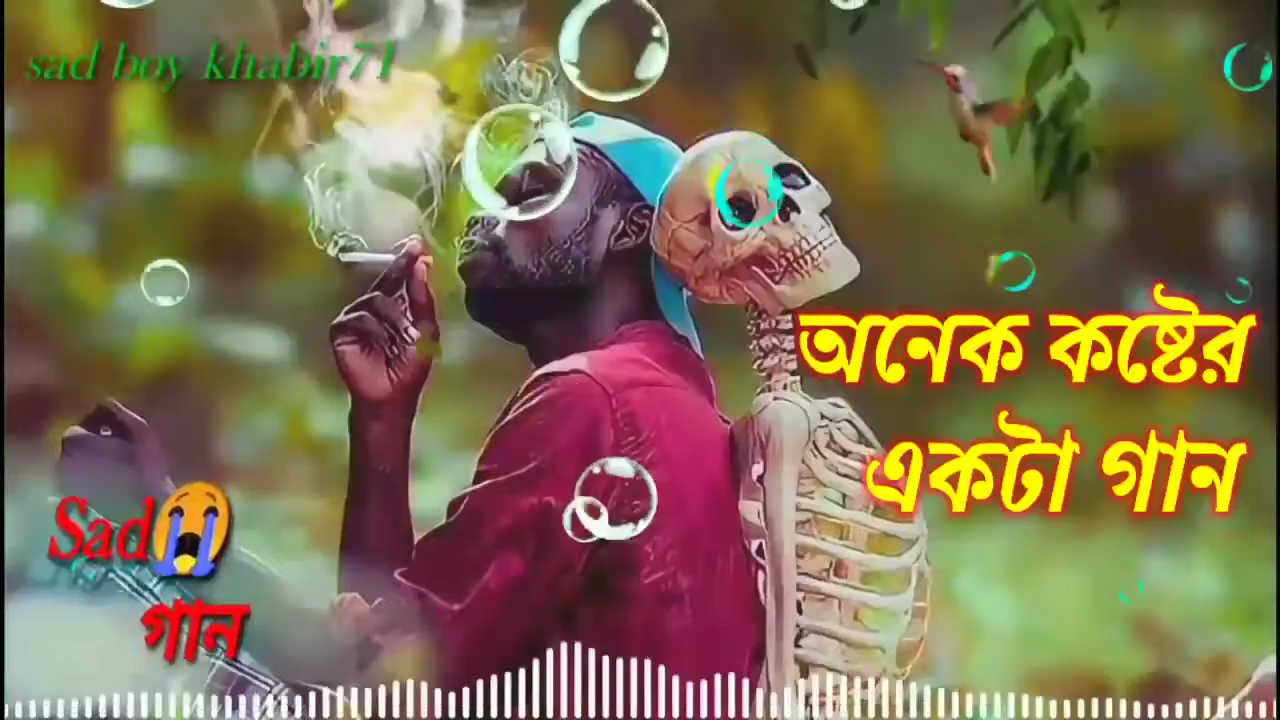 sad boy khabir71
অনেক কষ্টের
একটা গান
Sad😭
গান